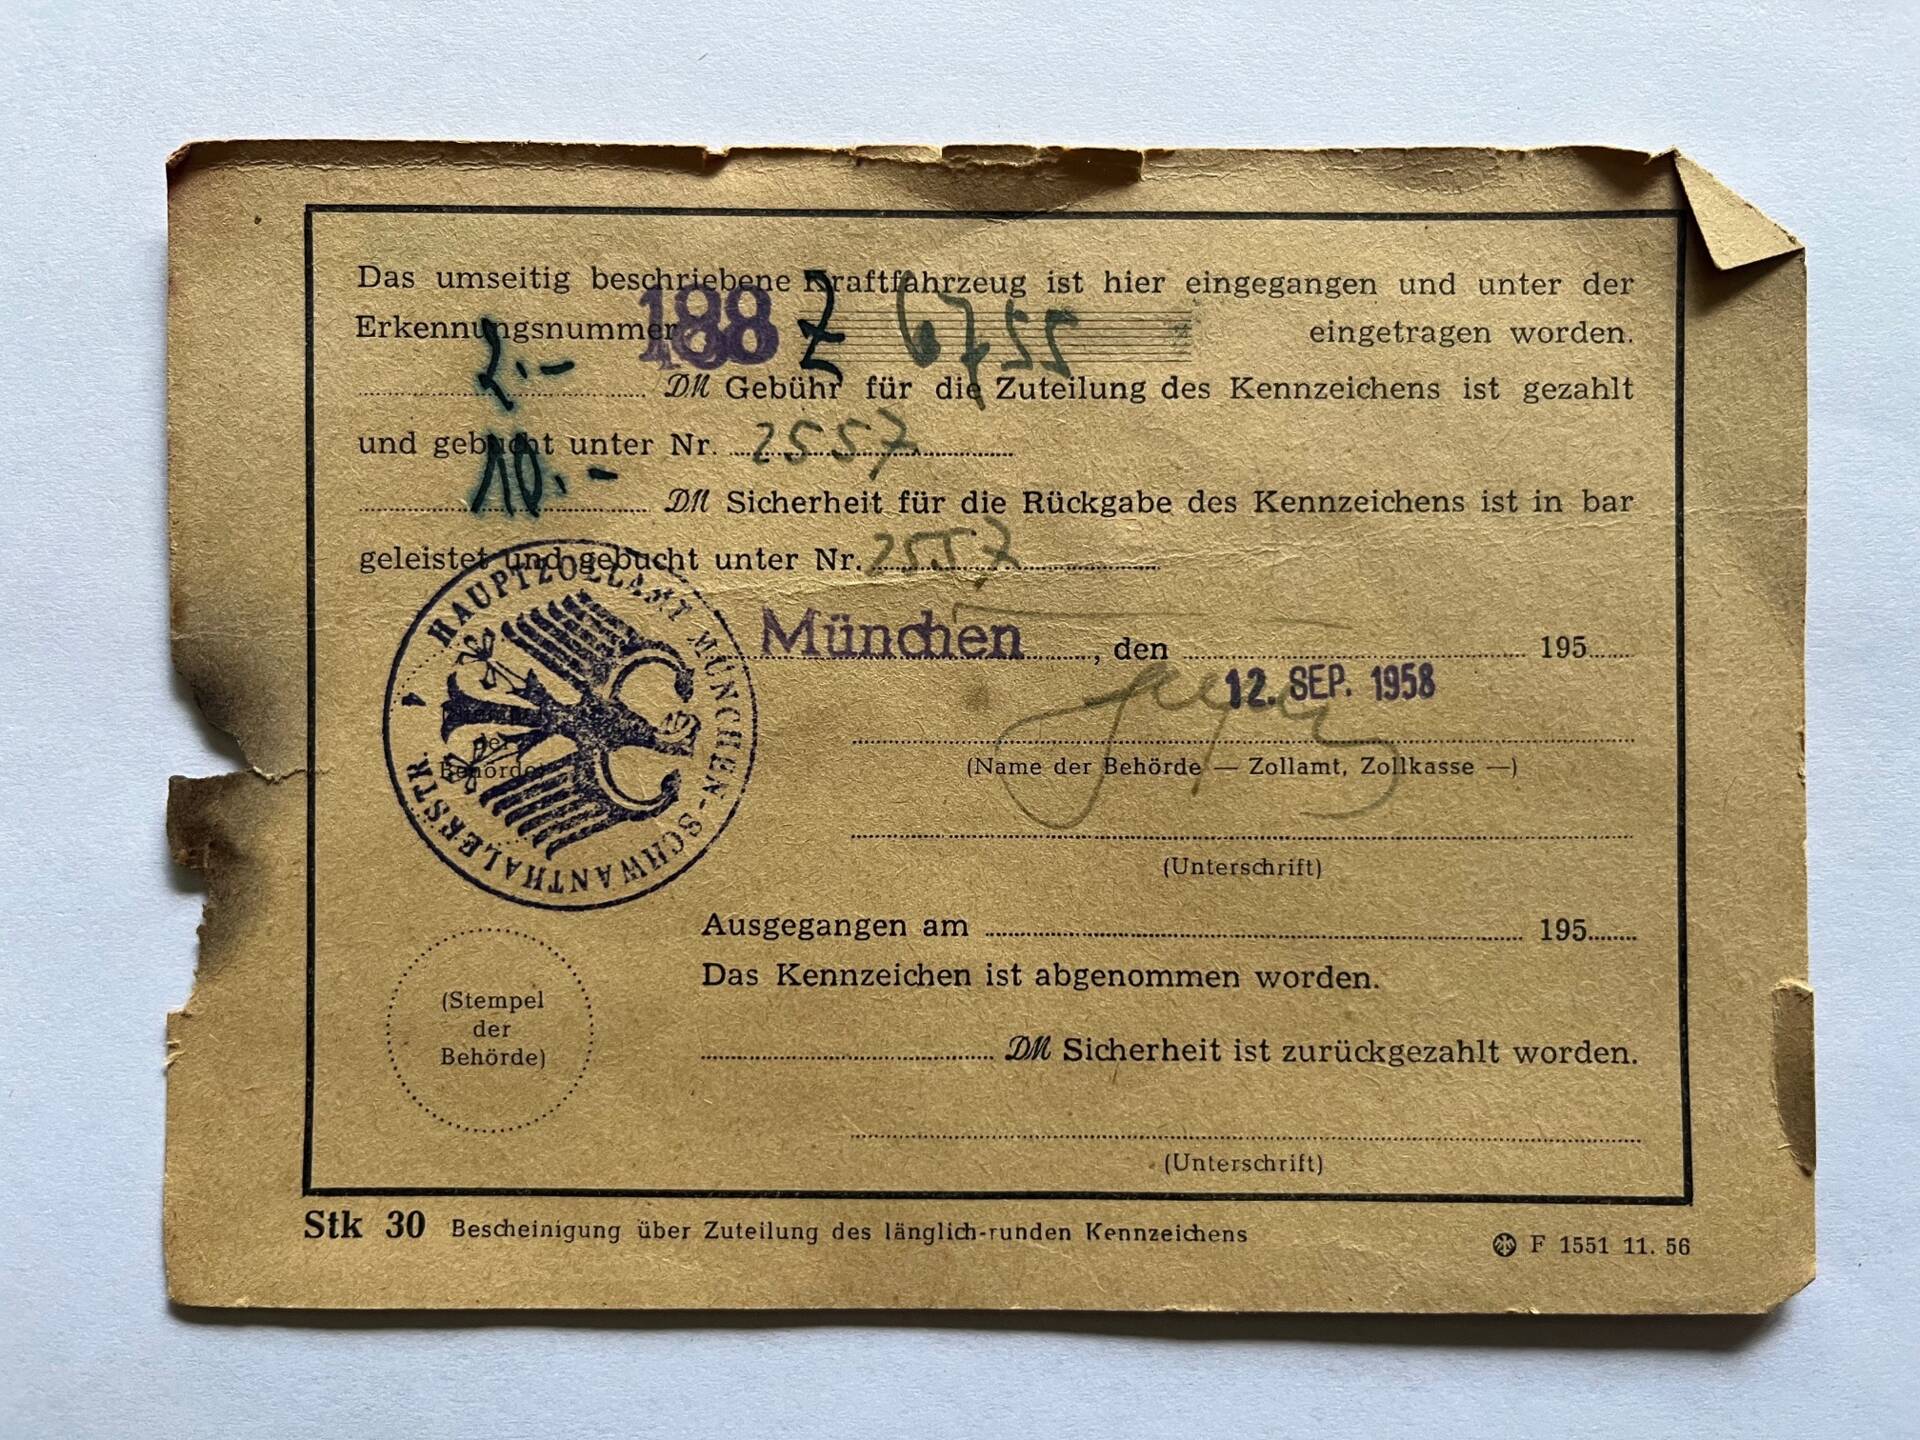 Das umseitig beschriebene Kraftfahrzeug ist hier eingegangen und unter der
Erkennungsnummer 188 Z 6755 eingetragen worden.
2.- DM Gebühr für die Zuteilung des Kennzeichens ist gezahlt
und gebucht unter Nr. 2557
10.- DM Sicherheit für die Rückgabe des Kennzeichens ist in bar
geleistet und gebucht unter Nr. 2557
HAUPTZOLLAMT MÜNCHEN-SCHWANTHALERSTR.
München, den 195
12. SEP. 1958
der
Behörde)
(Name der Behörde — Zollamt, Zollkasse —)
(Unterschrift)
Ausgegangen am 195
Das Kennzeichen ist abgenommen worden.
(Stempel
der
Behörde)
DM Sicherheit ist zurückgezahlt worden.
(Unterschrift)
Stk 30 Bescheinigung über Zuteilung des länglich-runden Kennzeichens
F 1551 11. 56